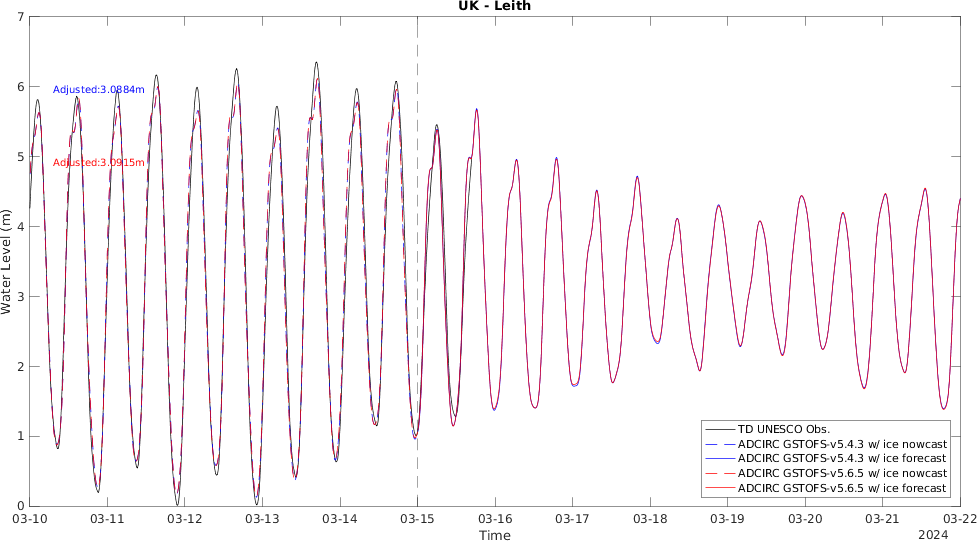 UK - Leith
7
6
5
4
3
2
1
0
Water Level (m)
Adjusted:3.0884m
Adjusted:3.0915m
TD UNESCO Obs.
ADCIRC GSTOFS-v5.4.3 w/ ice nowcast
ADCIRC GSTOFS-v5.4.3 w/ ice forecast
ADCIRC GSTOFS-v5.6.5 w/ ice nowcast
ADCIRC GSTOFS-v5.6.5 w/ ice forecast
03-10 03-11 03-12 03-13 03-14 03-15 03-16 03-17 03-18 03-19 03-20 03-21 03-22
Time
2024